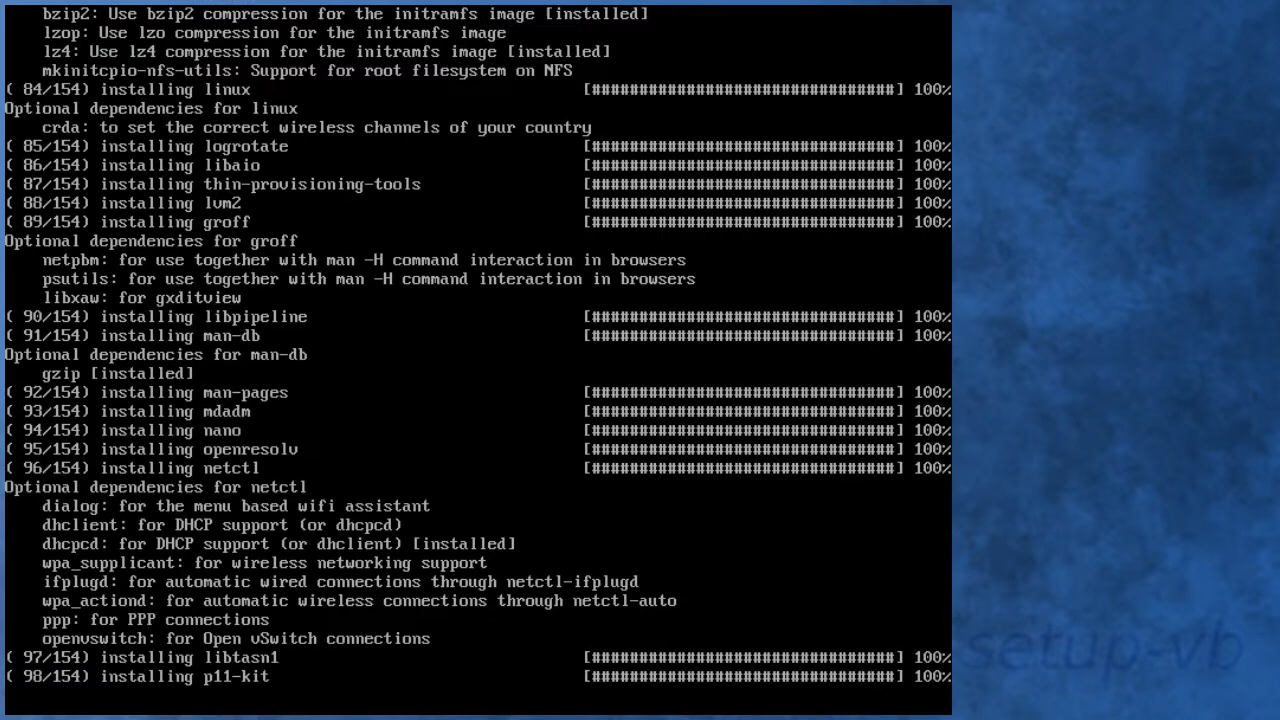 bzip2: Use bzip2 compression for the initramfs image [installed]
    lzop: Use lzo compression for the initramfs image
    lz4: Use lz4 compression for the initramfs image [installed]
    mkinitcpio-nfs-utils: Support for root filesystem on NFS
( 84/154) installing linux [################################] 100%
Optional dependencies for linux
    crda: to set the correct wireless channels of your country
( 85/154) installing logrotate [################################] 100%
( 86/154) installing libaio [################################] 100%
( 87/154) installing thin-provisioning-tools [################################] 100%
( 88/154) installing lvm2 [################################] 100%
( 89/154) installing groff [################################] 100%
Optional dependencies for groff
    netpbm: for use together with man -H command interaction in browsers
    psutils: for use together with man -H command interaction in browsers
    libxaw: for gxditview
( 90/154) installing libpipeline [################################] 100%
( 91/154) installing man-db [################################] 100%
Optional dependencies for man-db
    gzip [installed]
( 92/154) installing man-pages [################################] 100%
( 93/154) installing mdadm [################################] 100%
( 94/154) installing nano [################################] 100%
( 95/154) installing openresolv [################################] 100%
( 96/154) installing netctl [################################] 100%
Optional dependencies for netctl
    dialog: for the menu based wifi assistant
    dhclient: for DHCP support (or dhcpcd)
    dhcpcd: for DHCP support (or dhclient) [installed]
    wpa_supplicant: for wireless networking support
    ifplugd: for automatic wired connections through netctl-ifplugd
    wpa_actiond: for automatic wireless connections through netctl-auto
    ppp: for PPP connections
    openvswitch: for Open vSwitch connections
( 97/154) installing libtasn1 [################################] 100%
( 98/154) installing p11-kit [################################] 100%
setup-vb